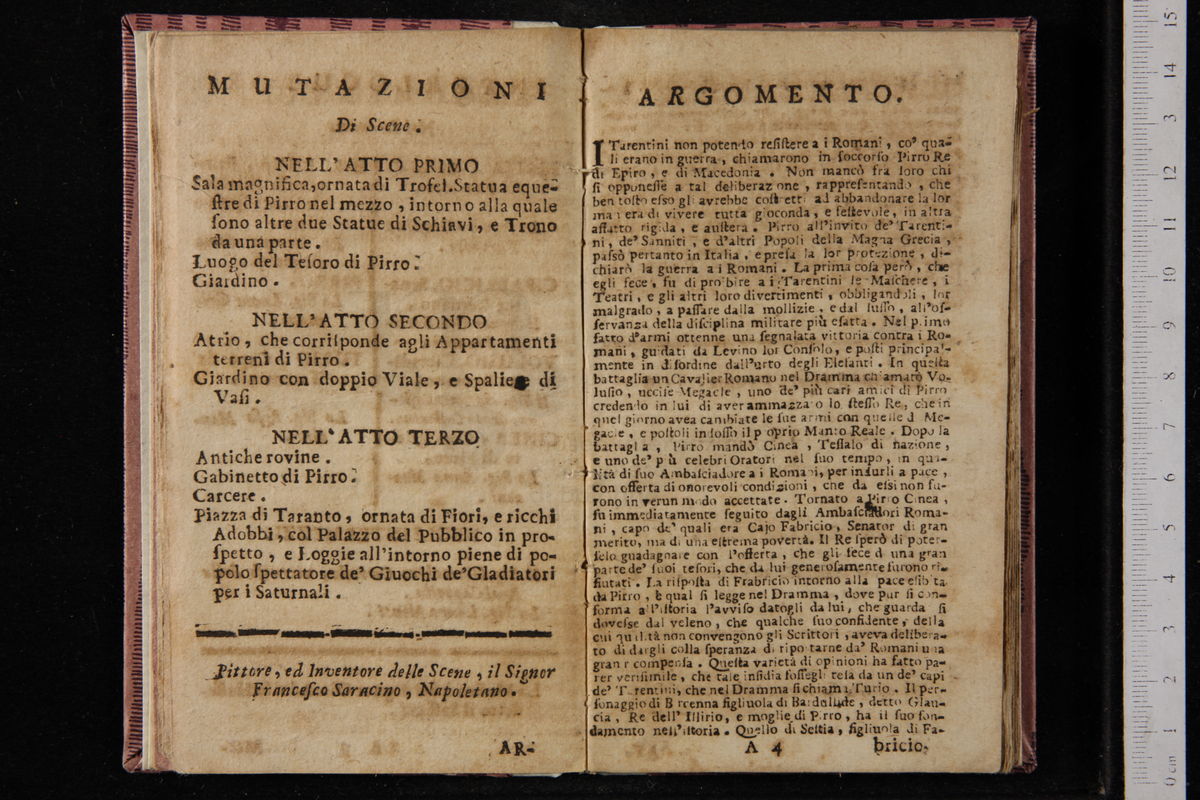 MUTAZIONI
Di Scene.
NELL' ATTO PRIMO
Sala magnifica, ornata di Trofei. Statua eque-
ſtre di Pirro nel mezzo, intorno alla quale
ſono altre due Statue di Schiavi, e Trono
da una parte.
Luogo del Teſoro di Pirro.
Giardino.
NELL' ATTO SECONDO
Atrio, che corriſponde agli Appartamenti
terreni di Pirro.
Giardino con doppio Viale, e Spaliere di
Vaſi.
NELL' ATTO TERZO
Antiche rovine.
Gabinetto di Pirro.
Carcere.
Piazza di Taranto, ornata di Fiori, e ricchi
Adobbi, col Palazzo del Pubblico in pro-
ſpetto, e Loggie all'intorno piene di po-
polo ſpettatore de' Giuochi de' Gladiatori
per i Saturnali.
Pittore, ed Inventore delle Scene, il Signor
Franceſco Saracino, Napoletano.
AR-
ARGOMENTO.
I Tarentini non potendo reſiſtere a i Romani, co' qua-
li erano in guerra, chiamarono in ſoccorſo Pirro Re
di Epiro, e di Macedonia. Non mancò fra loro chi
ſi opponeſſe a tal deliberazione, rappreſentando, che
ben toſto eſſo gli avrebbe coſtretti ad abbandonare la lor
maniera di vivere tutta gioconda, e feſtevole, in altra
affatto rigida, e auſtera. Pirro all'invito de' Tarenti-
ni, de' Sanniti, e d'altri Popoli della Magna Grecia,
paſsò pertanto in Italia, e preſa la lor protezione, di-
chiarò la guerra a i Romani. La prima coſa però, che
egli fece, fu di proibire a i Tarentini le Maſchere, i
Teatri, e gli altri loro divertimenti, obbligandoli, lor
malgrado, a paſſare dalla mollizie, e dal luſſo, all'oſ-
ſervanza della diſciplina militare più eſatta. Nel primo
fatto d'armi ottenne una ſegnalata vittoria contra i Ro-
mani, guidati da Levino lor Conſolo, e poſti principal-
mente in diſordine dall'urto degli Elefanti. In queſta
battaglia un Cavalier Romano nel Dramma chiamato Vo-
luſio, ucciſe Megacle, uno de' più cari amici di Pirro
credendo in lui di aver ammazzato lo ſteſſo Re, che in
quel giorno avea cambiate le ſue armi con quelle di Me-
gacle, e poſtoli indoſſo il proprio Manto Reale. Dopo la
battaglia, Pirro mandò Cinea, Teſſalo di nazione,
e uno de' più celebri Oratori nel ſuo tempo, in qua-
lità di ſuo Ambaſciadore a i Romani, per indurli a pace,
con offerta di onorevoli condizioni, che da eſsi non fu-
rono in verun modo accettate. Tornato a Pirro Cinea,
fu immediatamente ſeguito dagli Ambaſciadori Roma-
ni, capo de' quali era Cajo Fabricio, Senator di gran
merito, ma di una eſtrema povertà. Il Re ſperò di poter-
ſelo guadagnare con l'offerta, che gli fece di una gran
parte de' ſuoi teſori, che da lui generoſamente furono ri-
fiutati. La riſpoſta di Frabricio intorno alla pace eſibita
da Pirro, è qual ſi legge nel Dramma, dove pur ſi con-
forma all'iſtoria l'avviſo datogli da lui, che guarda ſi
doveſse dal veleno, che qualche ſuo confidente, della
cui qualità non convengono gli Scrittori, aveva delibera-
to di dargli colla ſperanza di riportarne da' Romani una
gran ricompenſa. Queſta varietà di opinioni ha fatto pa-
rer veriſimile, che tale inſidia foſſegli teſa da un de' capi
de' Tarentini, che nel Dramma ſi chiama Turio. Il per-
ſonaggio di Bircenna figliuola di Bardullide, detto Glau-
cia, Re dell' Illirio, e moglie di Pirro, ha il ſuo fon-
damento nell'iſtoria. Quello di Seſtia, figliuola di Fa-
A 4 bricio,
15
14
3
12
11
10
9
8
7
6
5
4
3
2
1
0 cm